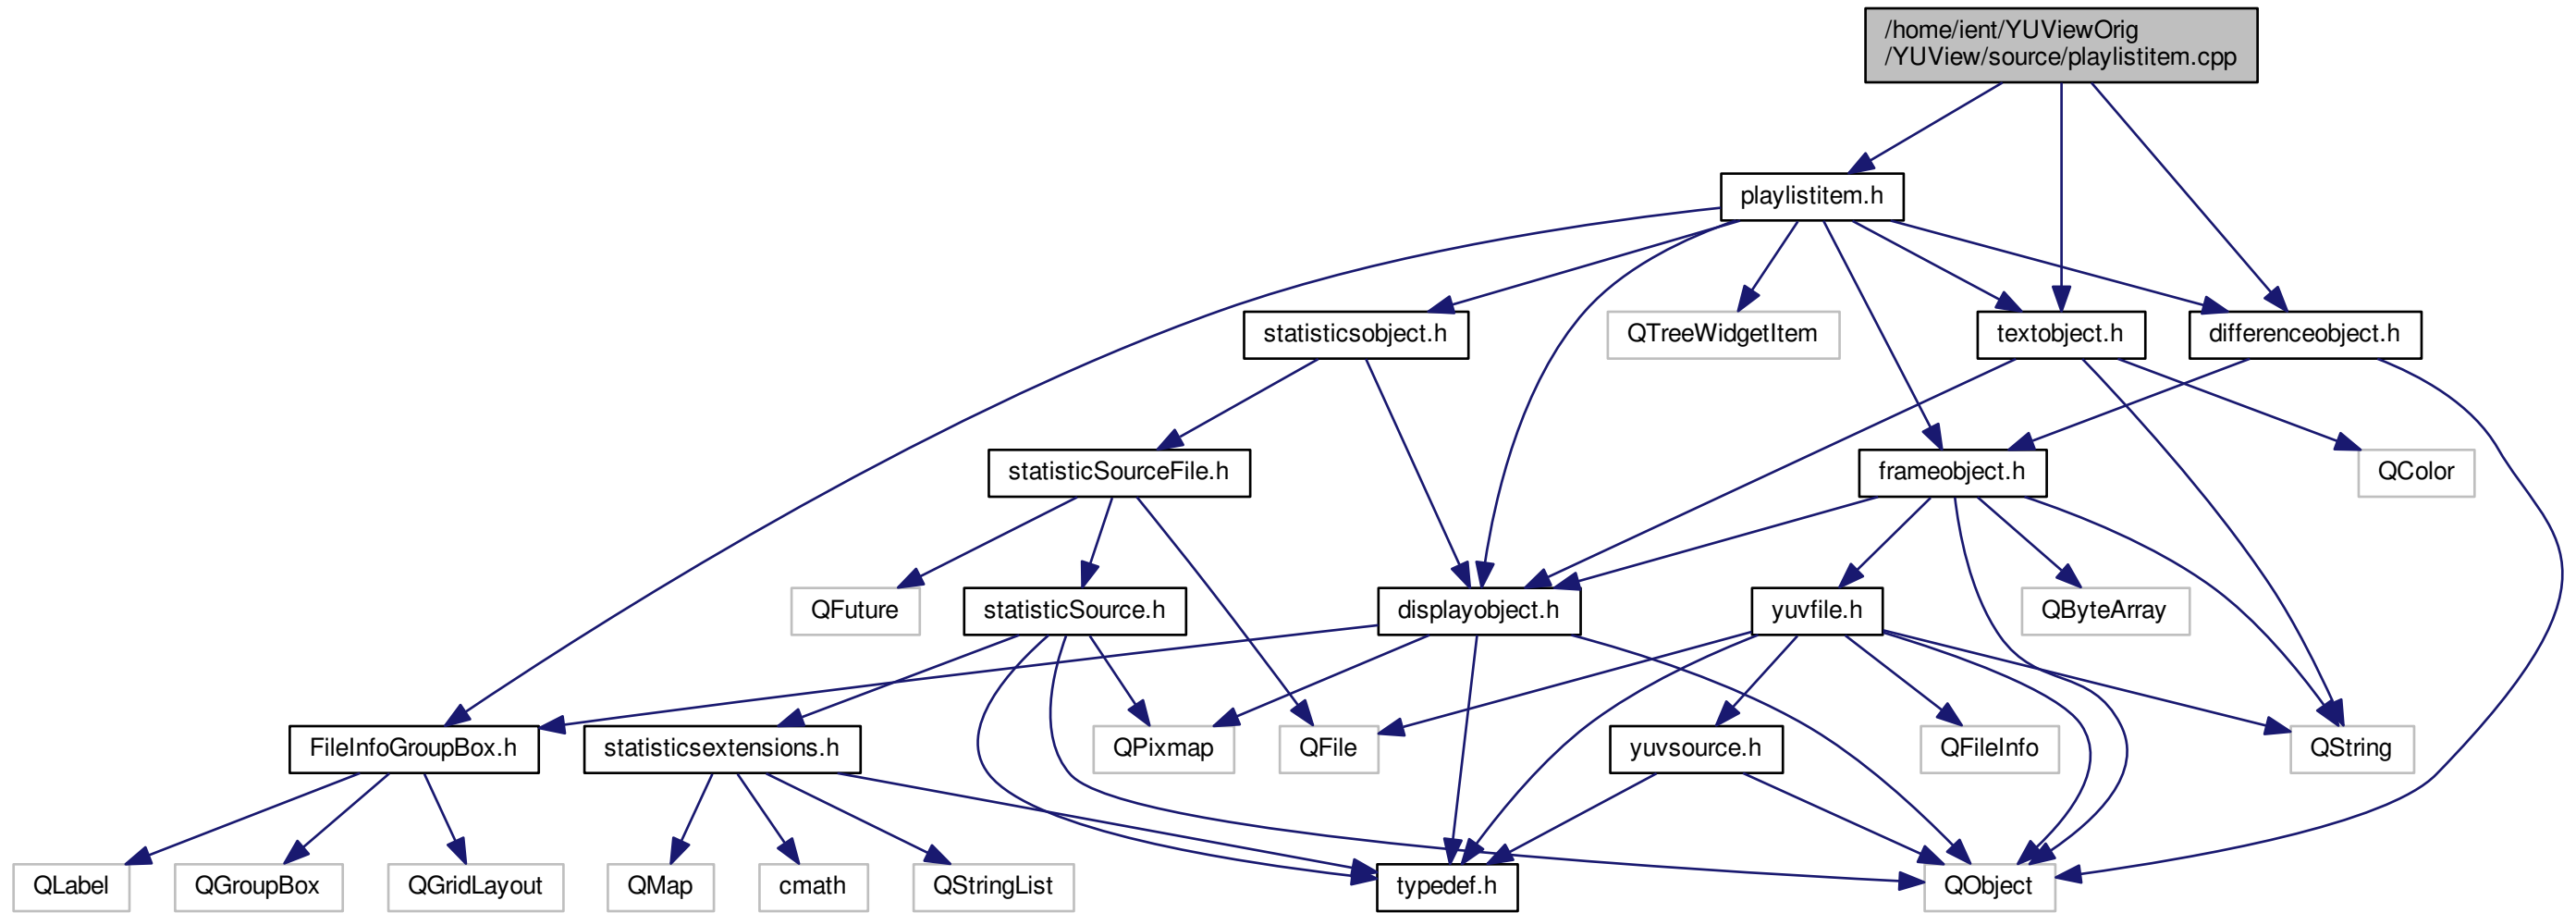 /home/ient/YUViewOrig
/YUView/source/playlistitem.cpp
playlistitem.h
statisticsobject.h
QTreeWidgetItem
textobject.h
differenceobject.h
statisticSourceFile.h
frameobject.h
QColor
QFuture
statisticSource.h
displayobject.h
yuvfile.h
QByteArray
FileInfoGroupBox.h
statisticsextensions.h
QPixmap
QFile
yuvsource.h
QFileInfo
QString
QLabel
QGroupBox
QGridLayout
QMap
cmath
QStringList
typedef.h
QObject